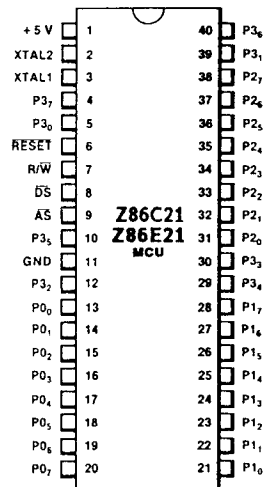 +5 V 1 40 P3₆
XTAL2 2 39 P3₁
XTAL1 3 38 P2₇
P3₇ 4 37 P2₆
P3₀ 5 36 P2₅
R̅E̅S̅E̅T̅ 6 35 P2₄
R/W̅ 7 34 P2₃
D̅S̅ 8 33 P2₂
A̅S̅ 9 Z86C21 32 P2₁
P3₅ 10 Z86E21 31 P2₀
MCU
GND 11 30 P3₃
P3₂ 12 29 P3₄
P0₀ 13 28 P1₇
P0₁ 14 27 P1₆
P0₂ 15 26 P1₅
P0₃ 16 25 P1₄
P0₄ 17 24 P1₃
P0₅ 18 23 P1₂
P0₆ 19 22 P1₁
P0₇ 20 21 P1₀